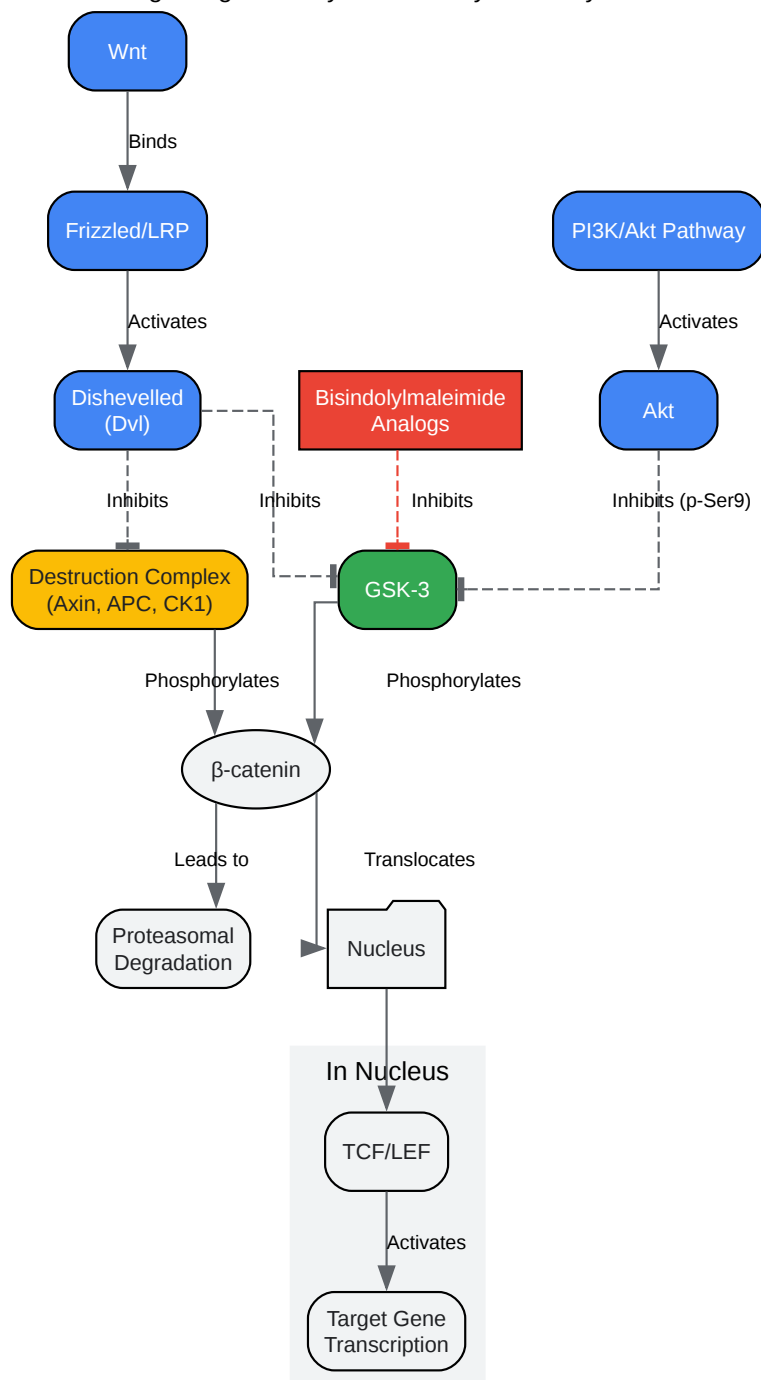 Wnt
Binds
Frizzled/LRP
PI3K/Akt Pathway
Activates
Activates
Dishevelled
(Dvl)
Bisindolylmaleimide
Analogs
Akt
Inhibits
Inhibits
Inhibits
Inhibits (p-Ser9)
Destruction Complex
(Axin, APC, CK1)
GSK-3
Phosphorylates
Phosphorylates
β-catenin
Leads to
Translocates
Proteasomal
Degradation
Nucleus
In Nucleus
TCF/LEF
Activates
Target Gene
Transcription